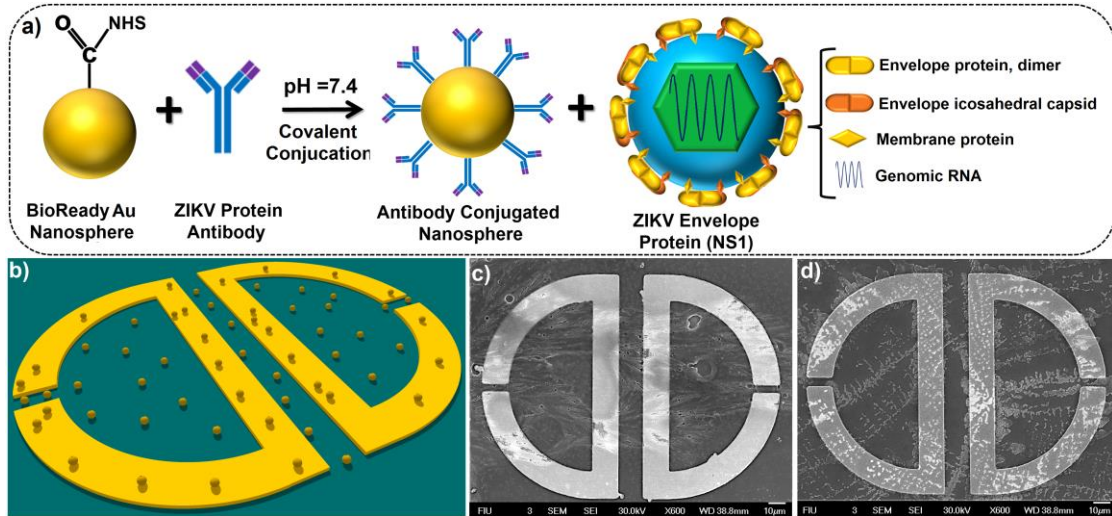 a)
O
NHS
C
BioReady Au
Nanosphere
+
ZIKV Protein
Antibody
pH =7.4
Covalent
Conjucation
Antibody Conjugated
Nanosphere
+
ZIKV Envelope
Protein (NS1)
Envelope protein, dimer
Envelope icosahedral capsid
Membrane protein
Genomic RNA
b)
c)
FIU 3 SEM SEI 30.0kV X600 WD 38.8mm 10µm
d)
FIU 3 SEM SEI 30.0kV X600 WD 38.8mm 10µm